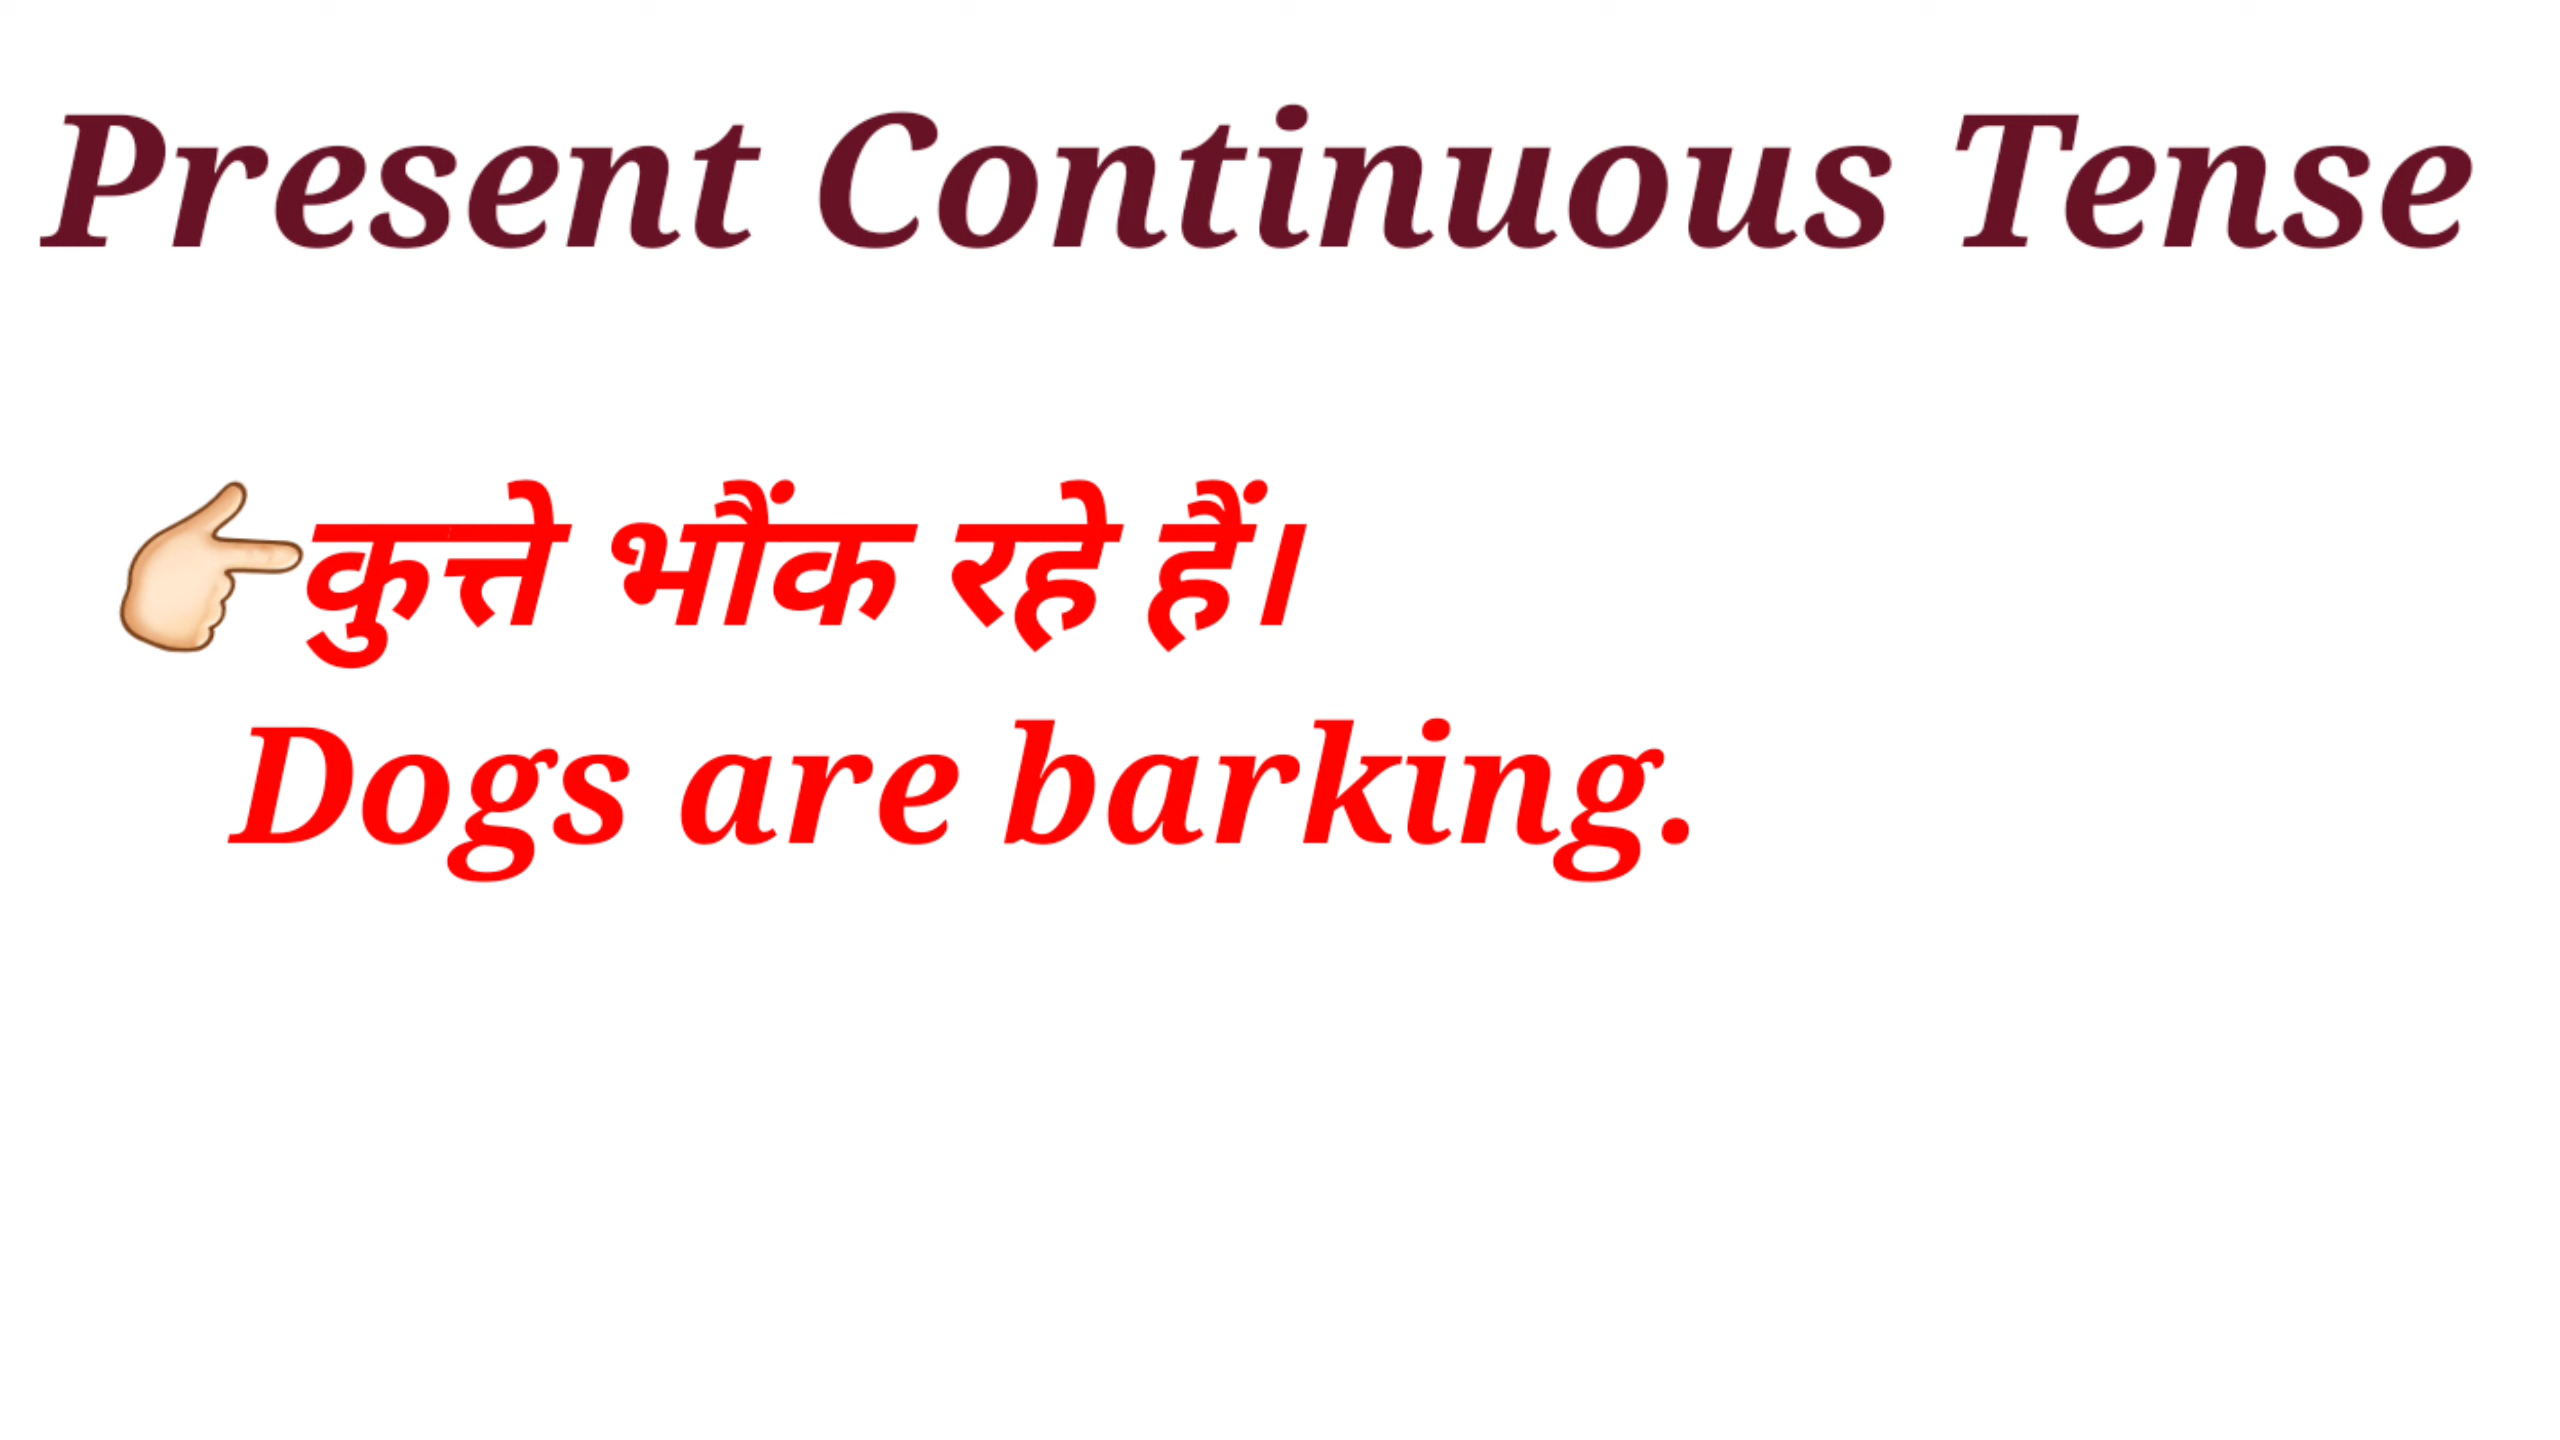 Present Continuous Tense
👉🏻कुत्ते भौंक रहे हैं।
Dogs are barking.